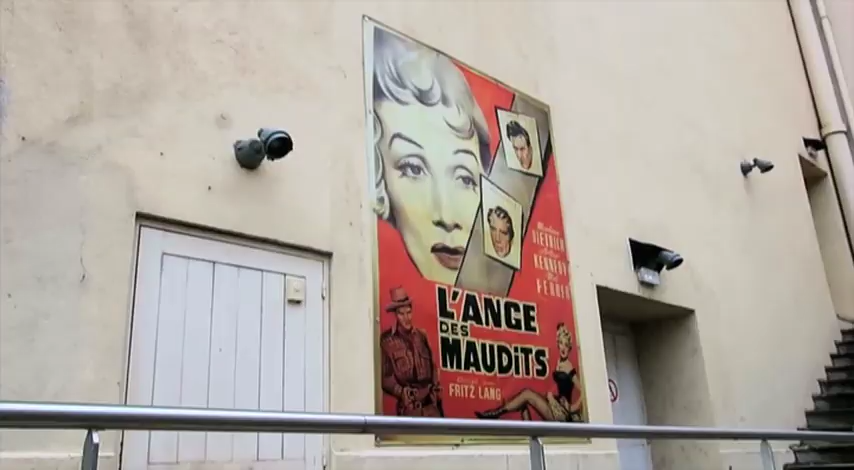 Marlene
DIETRICH
Arthur
KENNEDY
Mel
FERRER
L'ANGE
DES
MAUDiTS
FRITZ LANG